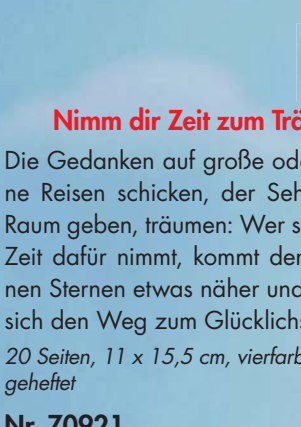 Nimm dir Zeit zum Trä
Die Gedanken auf große ode
ne Reisen schicken, der Seh
Raum geben, träumen: Wer s
Zeit dafür nimmt, kommt der
nen Sternen etwas näher und
sich den Weg zum Glücklichs
20 Seiten, 11 x 15,5 cm, vierfarb
geheftet
Nr. 70921